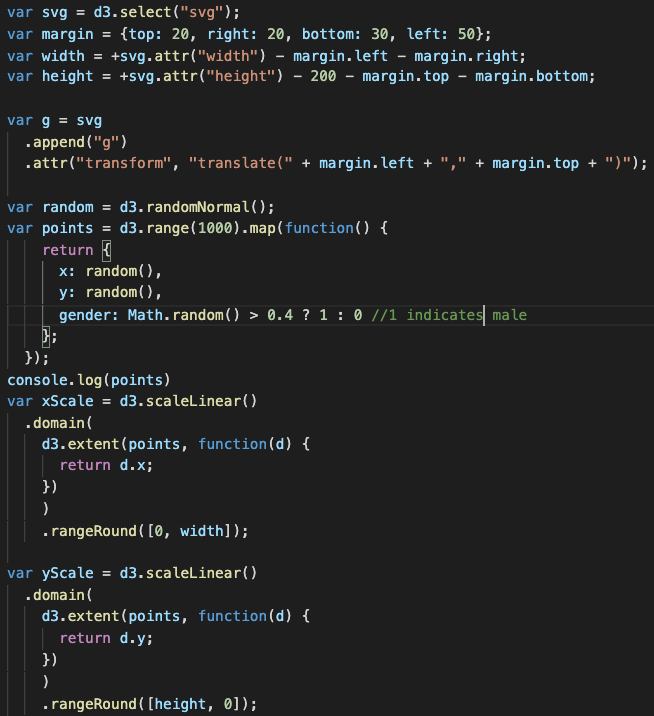 var svg = d3.select("svg");
var margin = {top: 20, right: 20, bottom: 30, left: 50};
var width = +svg.attr("width") - margin.left - margin.right;
var height = +svg.attr("height") - 200 - margin.top - margin.bottom;

var g = svg
  .append("g")
  .attr("transform", "translate(" + margin.left + "," + margin.top + ")");

var random = d3.randomNormal();
var points = d3.range(1000).map(function() {
    return {
      x: random(),
      y: random(),
      gender: Math.random() > 0.4 ? 1 : 0 //1 indicates male
    };
  });
console.log(points)
var xScale = d3.scaleLinear()
  .domain(
    d3.extent(points, function(d) {
      return d.x;
    })
    )
    .rangeRound([0, width]);

var yScale = d3.scaleLinear()
  .domain(
    d3.extent(points, function(d) {
      return d.y;
    })
    )
    .rangeRound([height, 0]);